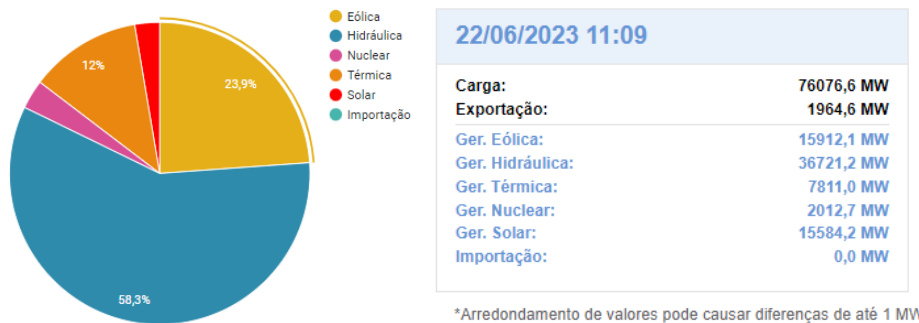 Eólica
Hidráulica
Nuclear
Térmica
Solar
Importação
12%
23,9%
58,3%
22/06/2023 11:09
Carga: 76076,6 MW
Exportação: 1964,6 MW
Ger. Eólica: 15912,1 MW
Ger. Hidráulica: 36721,2 MW
Ger. Térmica: 7811,0 MW
Ger. Nuclear: 2012,7 MW
Ger. Solar: 15584,2 MW
Importação: 0,0 MW
*Arredondamento de valores pode causar diferenças de até 1 MW